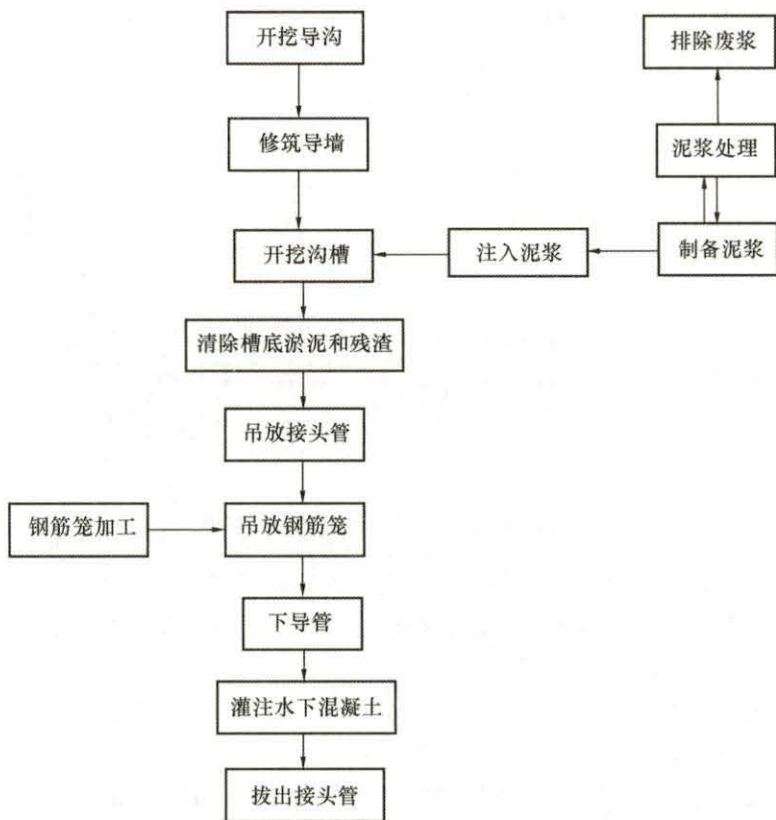 开挖导沟
排除废浆
修筑导墙
泥浆处理
开挖沟槽
注入泥浆
制备泥浆
清除槽底淤泥和残渣
吊放接头管
钢筋笼加工
吊放钢筋笼
下导管
灌注水下混凝土
拔出接头管